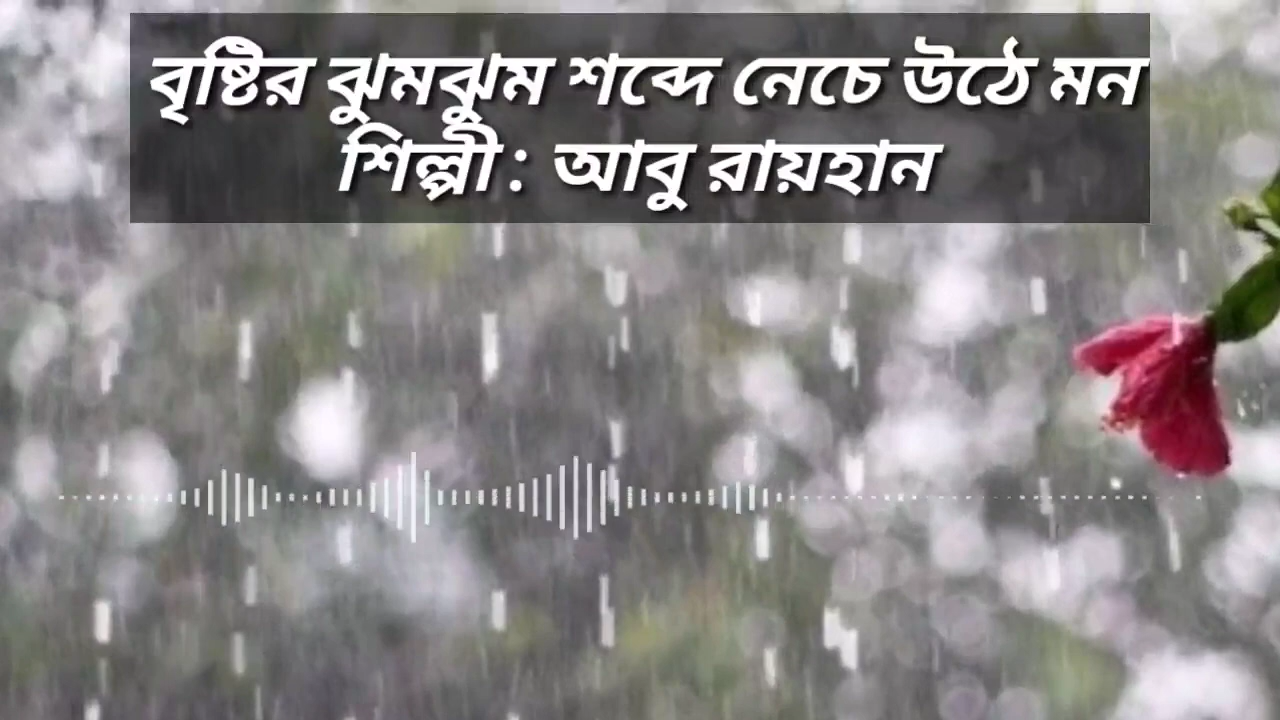 বৃষ্টির ঝুমঝুম শব্দে নেচে উঠে মন
শিল্পী : আবু রায়হান